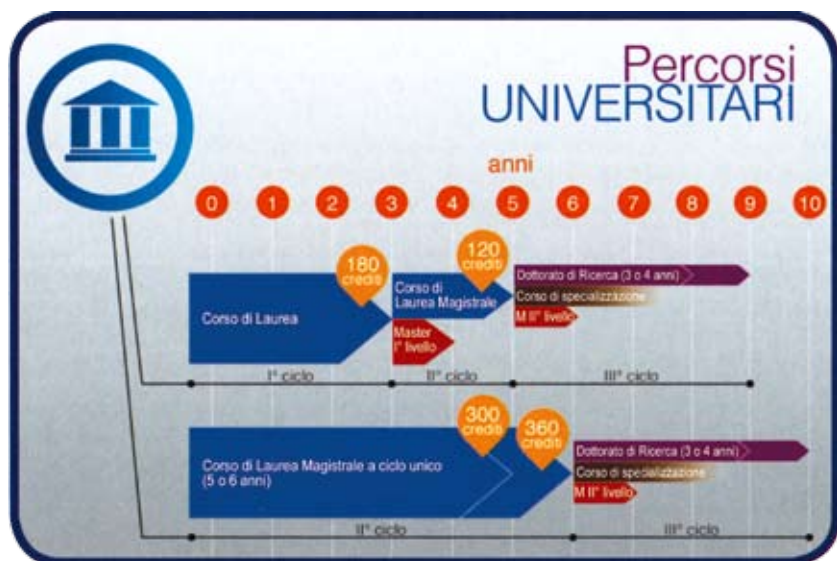 Percorsi
UNIVERSITARI
anni
0 1 2 3 4 5 6 7 8 9 10
180
crediti
120
crediti
Corso di Laurea
Corso di
Laurea Magistrale
Master
I° livello
Dottorato di Ricerca (3 o 4 anni)
Corso di specializzazione
M II° livello
I° ciclo
II° ciclo
III° ciclo
300
crediti
360
crediti
Corso di Laurea Magistrale a ciclo unico
(5 o 6 anni)
Dottorato di Ricerca (3 o 4 anni)
Corso di specializzazione
M II° livello
II° ciclo
III° ciclo